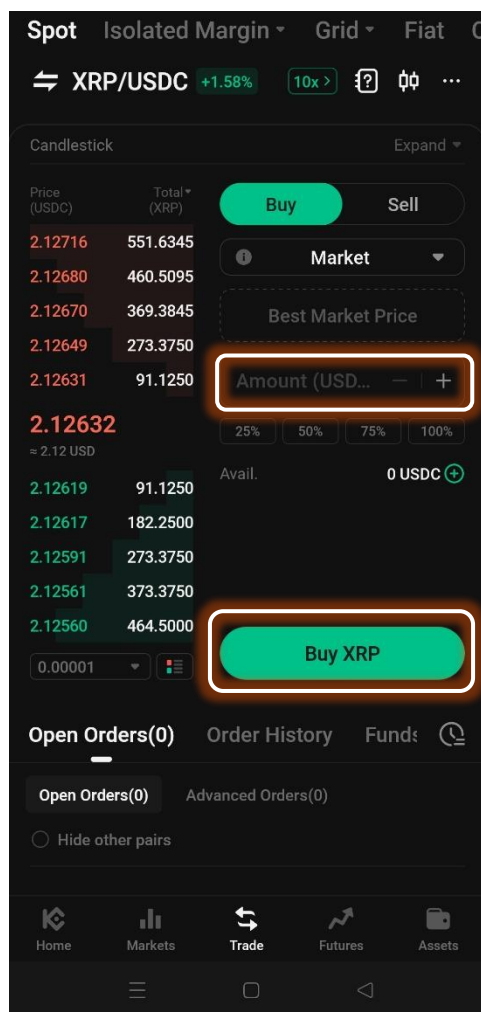 Spot Isolated Margin Grid Fiat
XRP/USDC +1.58% 10x >
Candlestick Expand
Price (USDC) Total (XRP)
Buy Sell
2.12716 551.6345
2.12680 460.5095
2.12670 369.3845
2.12649 273.3750
2.12631 91.1250
Market
Best Market Price
Amount (USD... — +
25% 50% 75% 100%
2.12632
≈ 2.12 USD
Avail. 0 USDC
2.12619 91.1250
2.12617 182.2500
2.12591 273.3750
2.12561 373.3750
2.12560 464.5000
0.00001
Buy XRP
Open Orders(0) Order History Funds
Open Orders(0) Advanced Orders(0)
Hide other pairs
Home Markets Trade Futures Assets